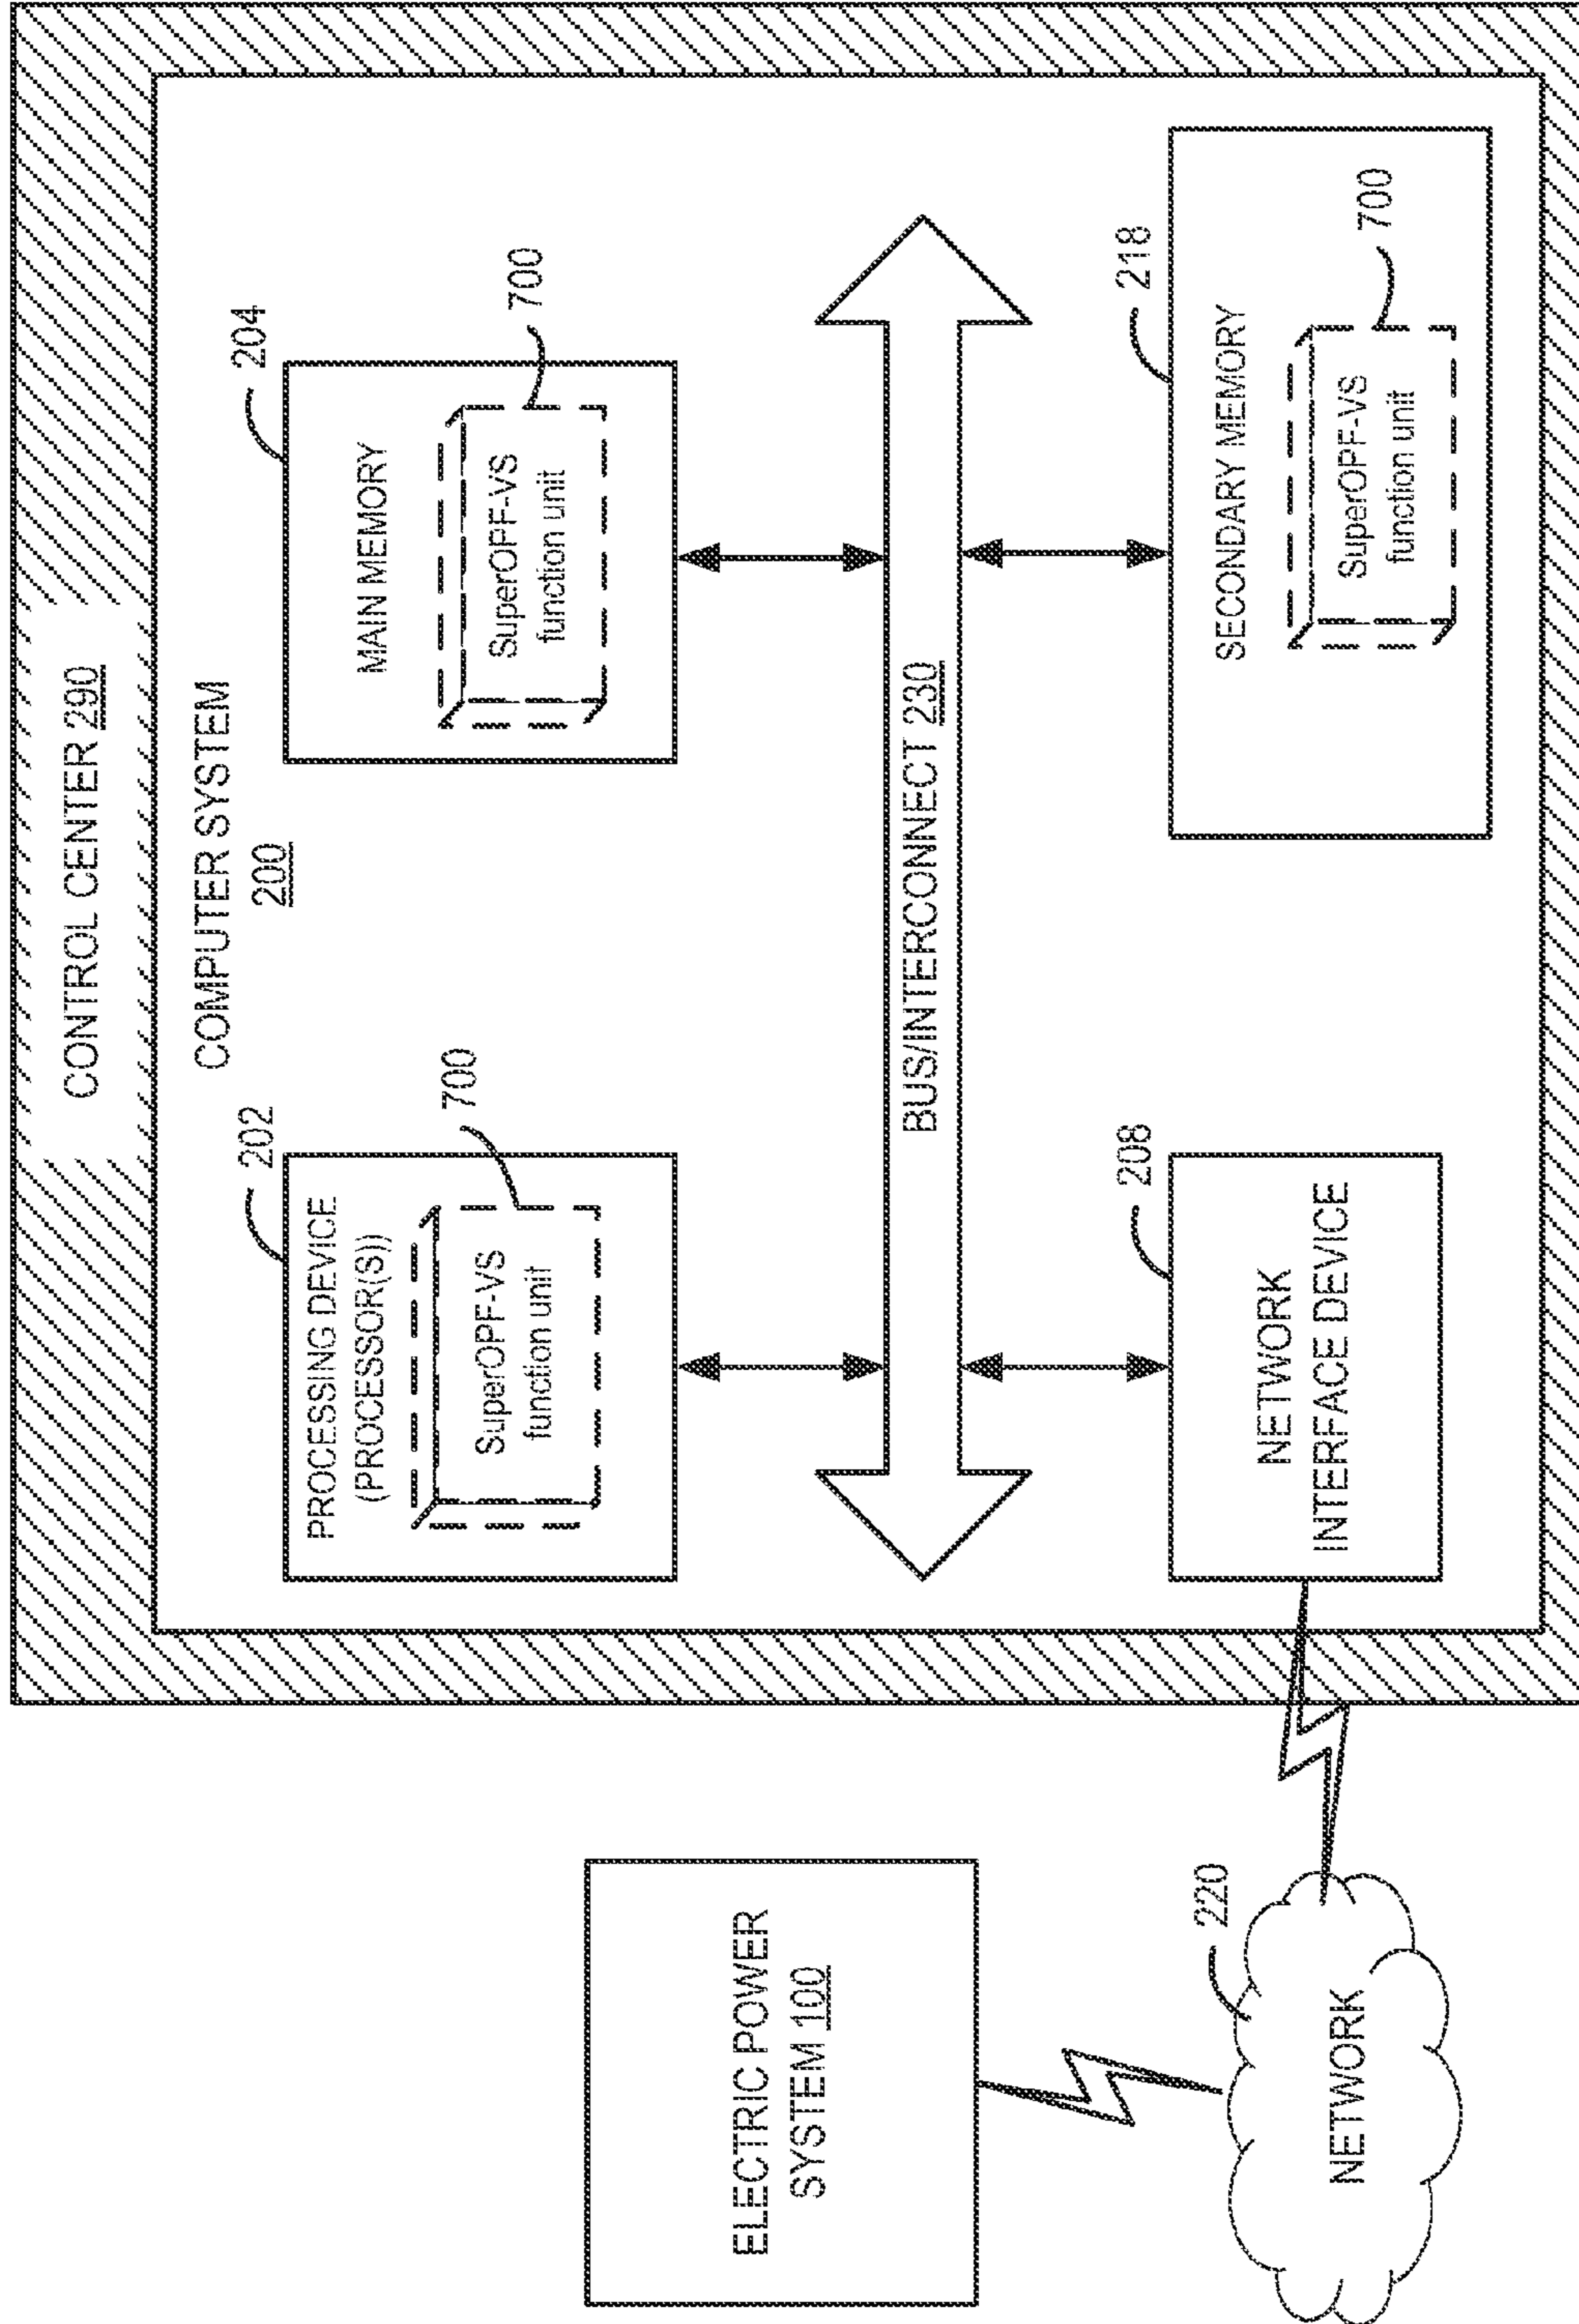 CONTROL CENTER 290
COMPUTER SYSTEM
200
202
PROCESSING DEVICE
(PROCESSOR(S))
SuperOPF-VS
function unit
700
204
MAIN MEMORY
SuperOPF-VS
function unit
700
BUS/INTERCONNECT 230
208
NETWORK
INTERFACE DEVICE
218
SECONDARY MEMORY
SuperOPF-VS
function unit
700
ELECTRIC POWER
SYSTEM 100
220
NETWORK